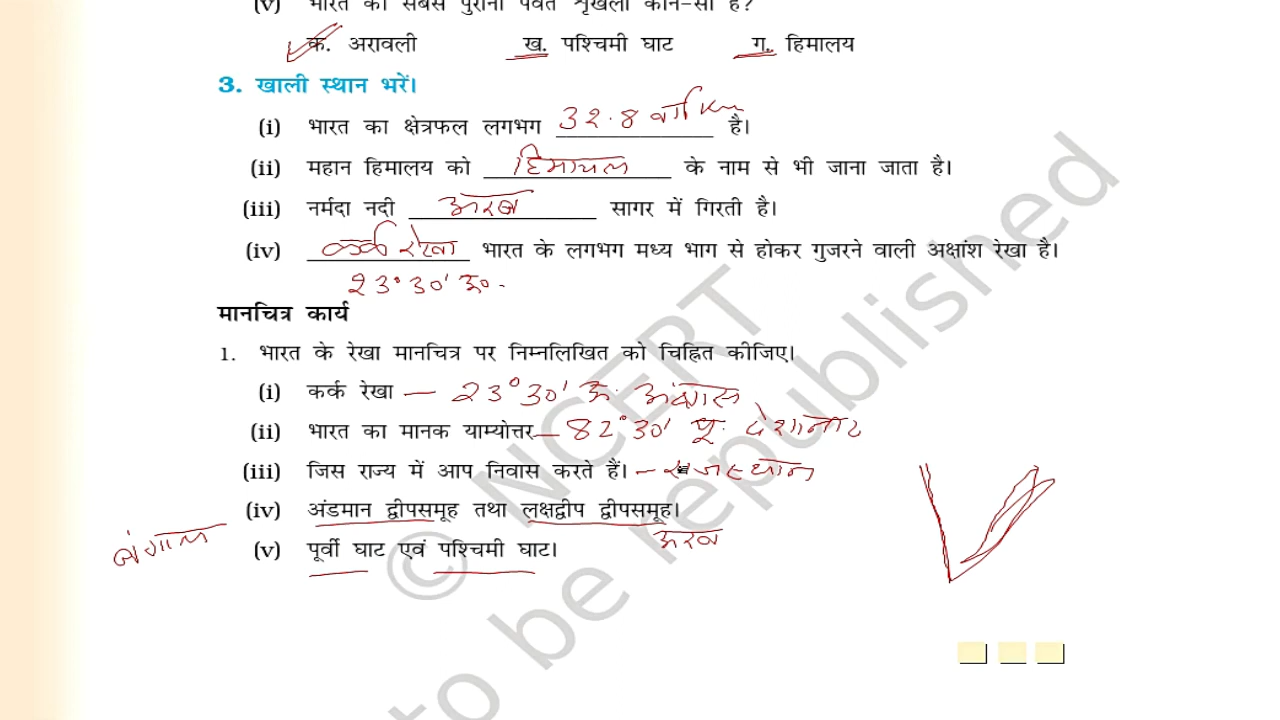 (v) भारत की सबसे पुरानी पर्वत शृंखला कौन-सी है?
क. अरावली ख. पश्चिमी घाट ग. हिमालय
3. खाली स्थान भरें।
(i) भारत का क्षेत्रफल लगभग 32.8 वर्ग Km है।
(ii) महान हिमालय को हिमाचल के नाम से भी जाना जाता है।
(iii) नर्मदा नदी अरब सागर में गिरती है।
(iv) कर्क रेखा भारत के लगभग मध्य भाग से होकर गुजरने वाली अक्षांश रेखा है।
23°30' उ०
मानचित्र कार्य
1. भारत के रेखा मानचित्र पर निम्नलिखित को चिह्नित कीजिए।
(i) कर्क रेखा — 23°30' उ. अक्षांस
(ii) भारत का मानक याम्योत्तर — 82°30' पू. देशान्तर
(iii) जिस राज्य में आप निवास करते हैं। — राजस्थान
(iv) अंडमान द्वीपसमूह तथा लक्षद्वीप द्वीपसमूह।
बंगाल अरब
(v) पूर्वी घाट एवं पश्चिमी घाट।
© NCERT
to be republished